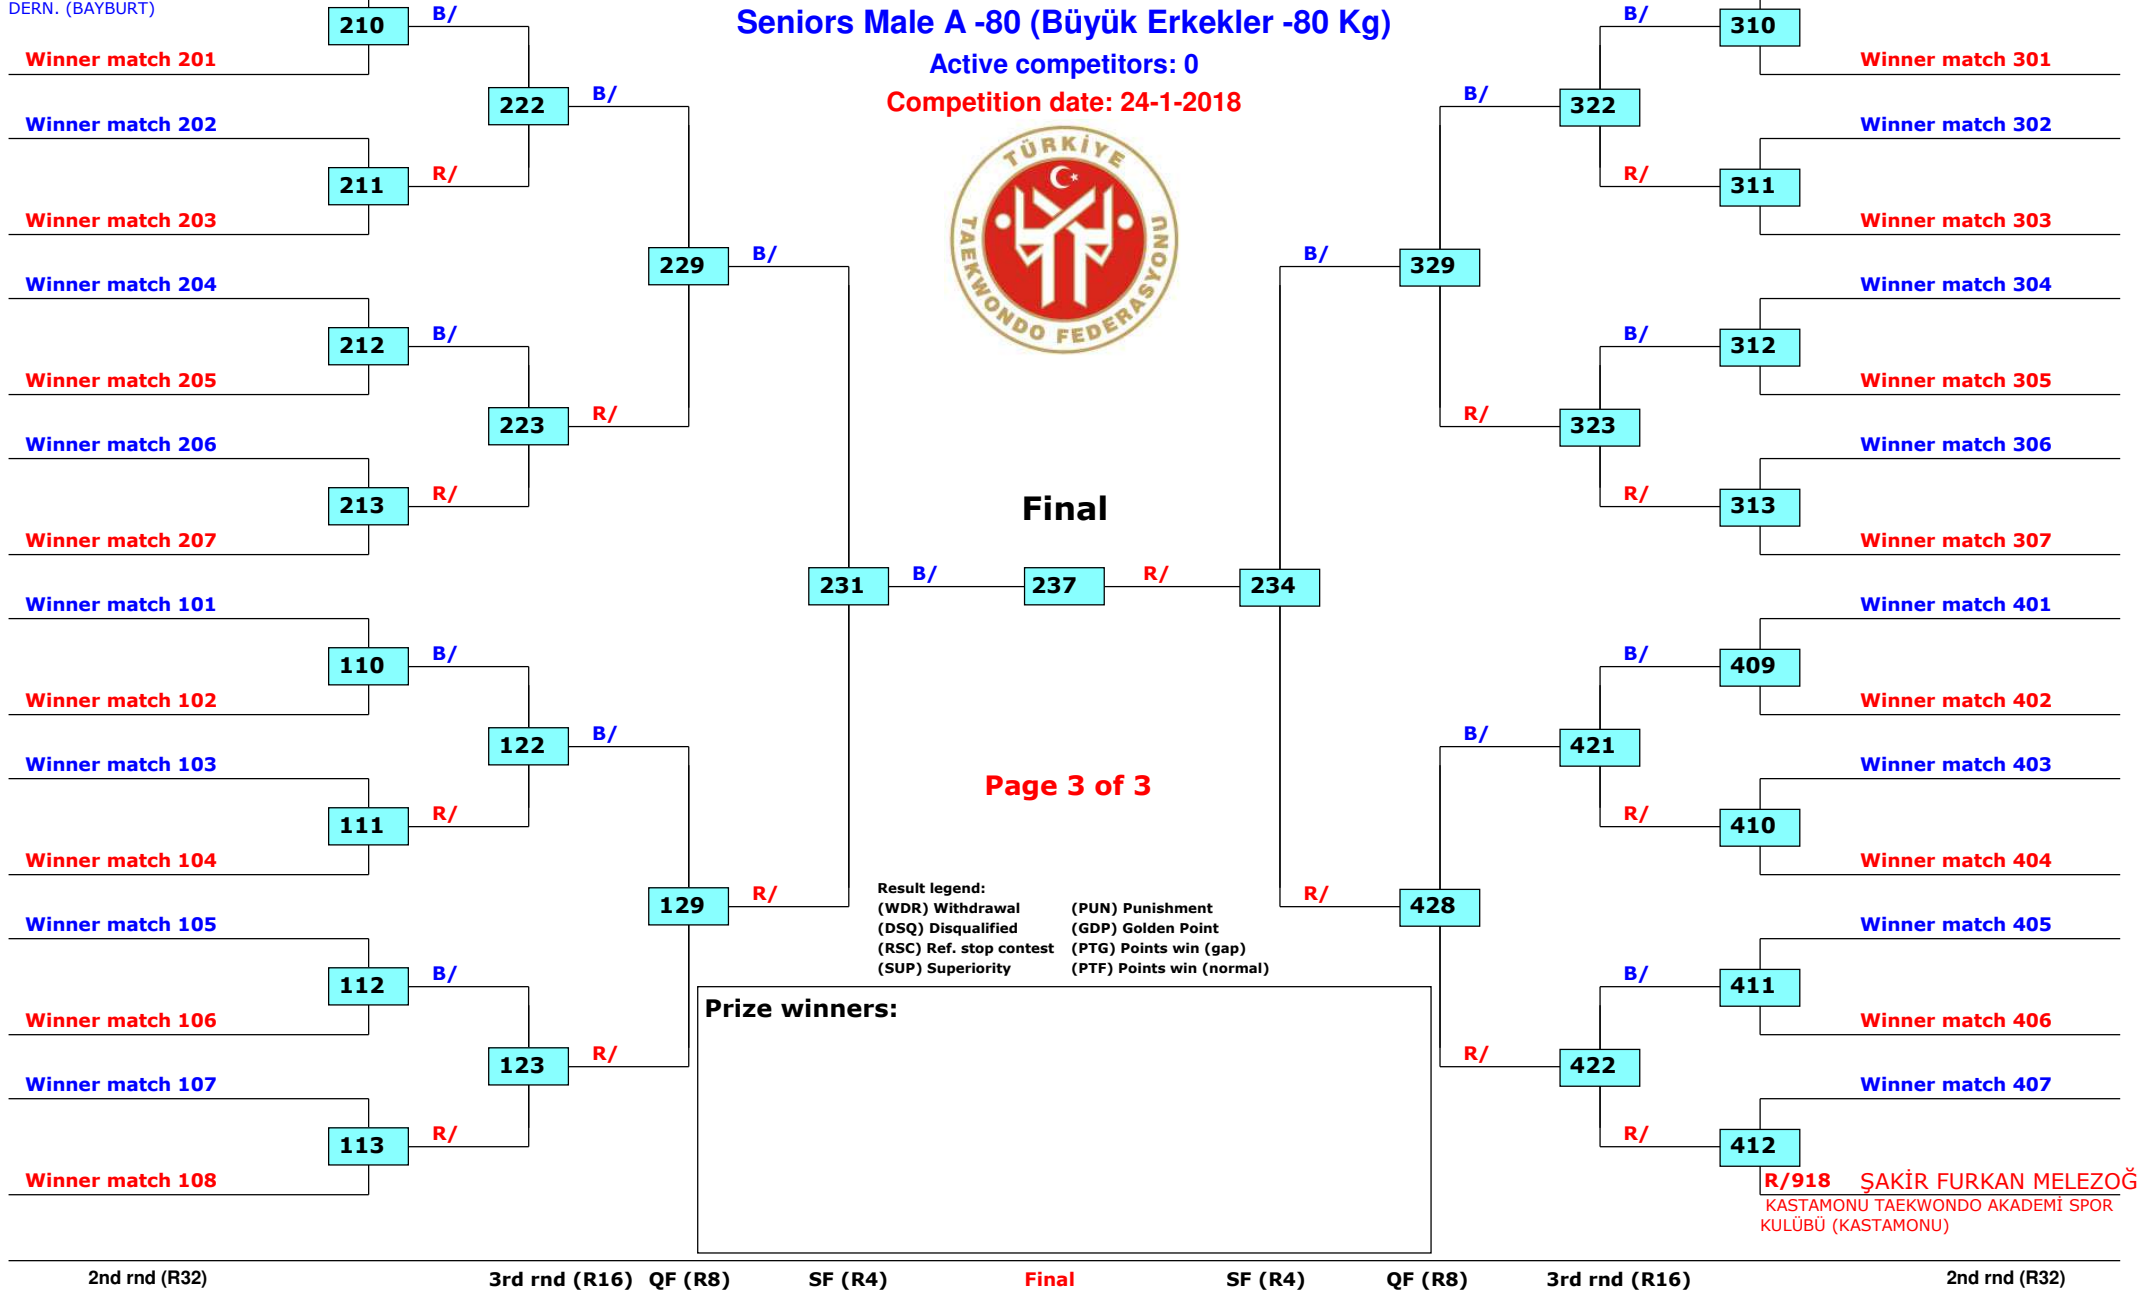 DERN. (BAYBURT)
Seniors Male A -80 (Büyük Erkekler -80 Kg)
Active competitors: 0
Competition date: 24-1-2018
TÜRKİYE
TAEKWONDO FEDERASYONU
210
B/
Winner match 201
222
B/
Winner match 202
211
R/
Winner match 203
229
B/
Winner match 204
212
B/
Winner match 205
223
R/
Winner match 206
213
R/
Winner match 207
231
B/
Winner match 101
110
B/
Winner match 102
122
B/
Winner match 103
111
R/
Winner match 104
129
R/
Winner match 105
112
B/
Winner match 106
123
R/
Winner match 107
113
R/
Winner match 108
Final
237
R/
234
Page 3 of 3
Result legend:
(WDR) Withdrawal (PUN) Punishment
(DSQ) Disqualified (GDP) Golden Point
(RSC) Ref. stop contest (PTG) Points win (gap)
(SUP) Superiority (PTF) Points win (normal)
Prize winners:
B/
310
Winner match 301
B/
322
Winner match 302
R/
311
Winner match 303
B/
329
Winner match 304
B/
312
Winner match 305
R/
323
Winner match 306
R/
313
Winner match 307
Winner match 401
B/
409
Winner match 402
B/
421
Winner match 403
R/
410
Winner match 404
R/
428
Winner match 405
B/
411
Winner match 406
R/
422
Winner match 407
R/
412
R/918 ŞAKİR FURKAN MELEZOĞ
KASTAMONU TAEKWONDO AKADEMİ SPOR
KULÜBÜ (KASTAMONU)
2nd rnd (R32) 3rd rnd (R16) QF (R8) SF (R4) Final SF (R4) QF (R8) 3rd rnd (R16) 2nd rnd (R32)